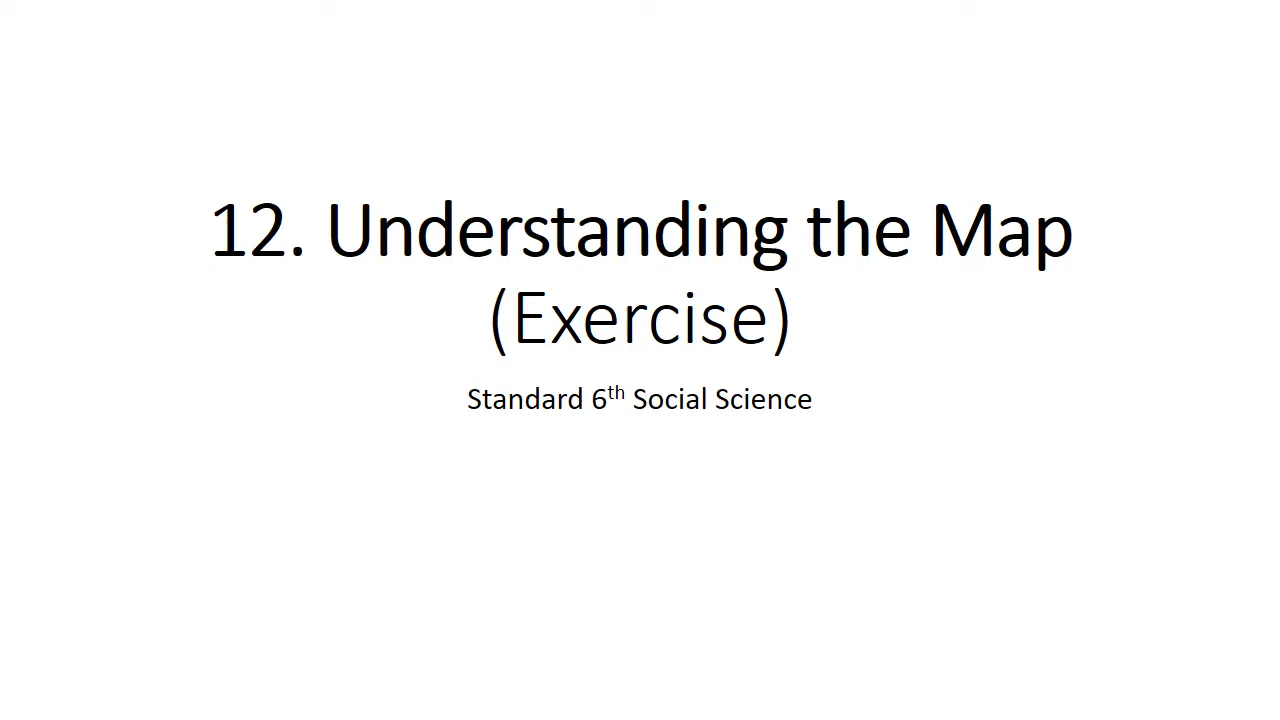 12. Understanding the Map
(Exercise)
Standard 6th Social Science